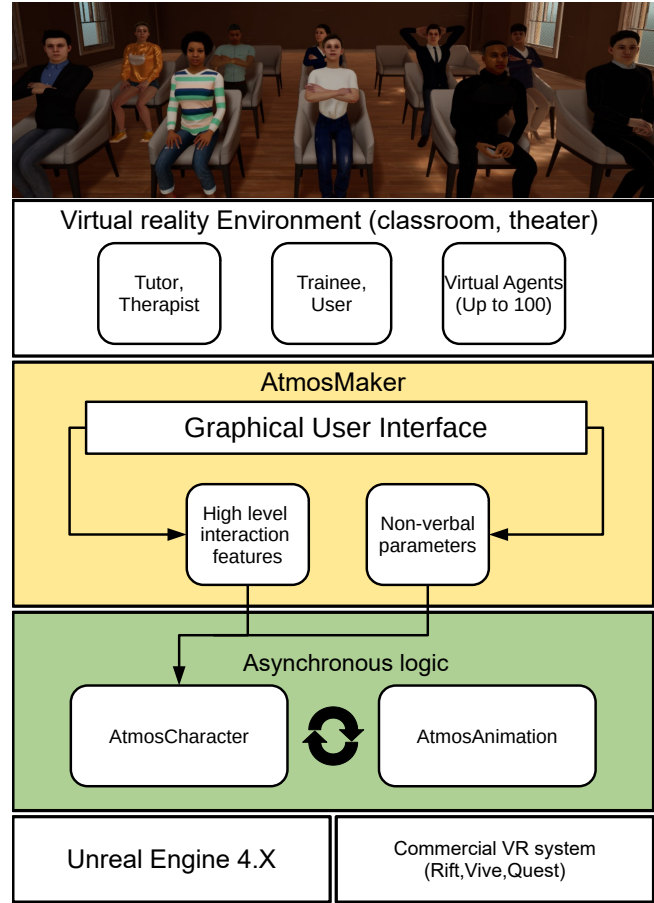 Virtual reality Environment (classroom, theater)
Tutor,
Therapist
Trainee,
User
Virtual Agents
(Up to 100)
AtmosMaker
Graphical User Interface
High level
interaction
features
Non-verbal
parameters
Asynchronous logic
AtmosCharacter
AtmosAnimation
Unreal Engine 4.X
Commercial VR system
(Rift,Vive,Quest)